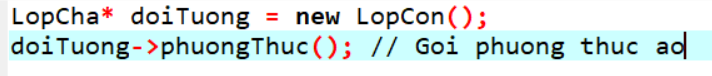 LopCha* doiTuong = new LopCon();
doiTuong->phuongThuc(); // Goi phuong thuc ao